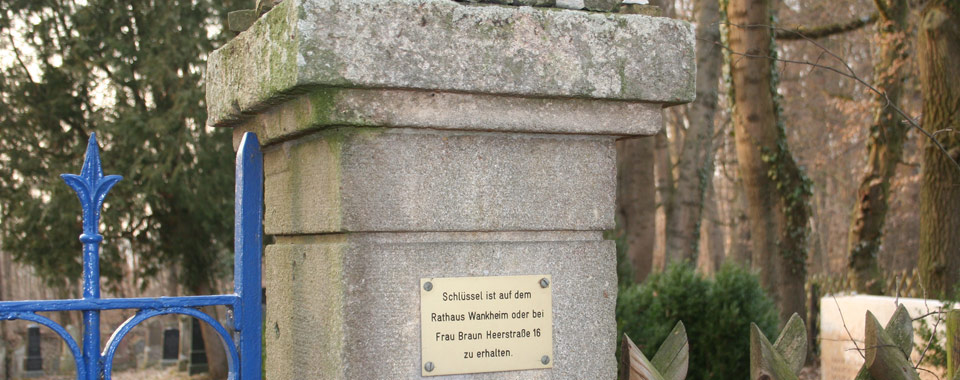 Schlüssel ist auf dem
Rathaus Wankheim oder bei
Frau Braun Heerstraße 16
zu erhalten.